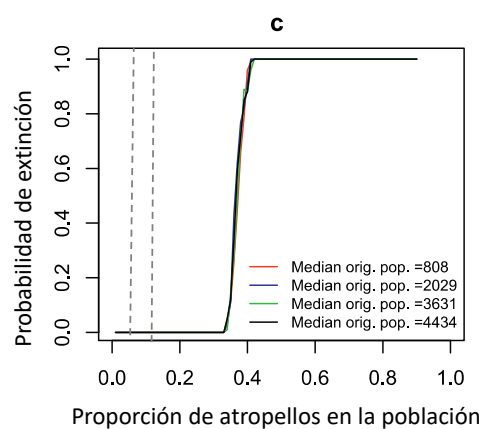 c
Probabilidad de extinción
1.0
0.8
0.6
0.4
0.2
0.0
Median orig. pop. =808
Median orig. pop. =2029
Median orig. pop. =3631
Median orig. pop. =4434
0.0 0.2 0.4 0.6 0.8 1.0
Proporción de atropellos en la población